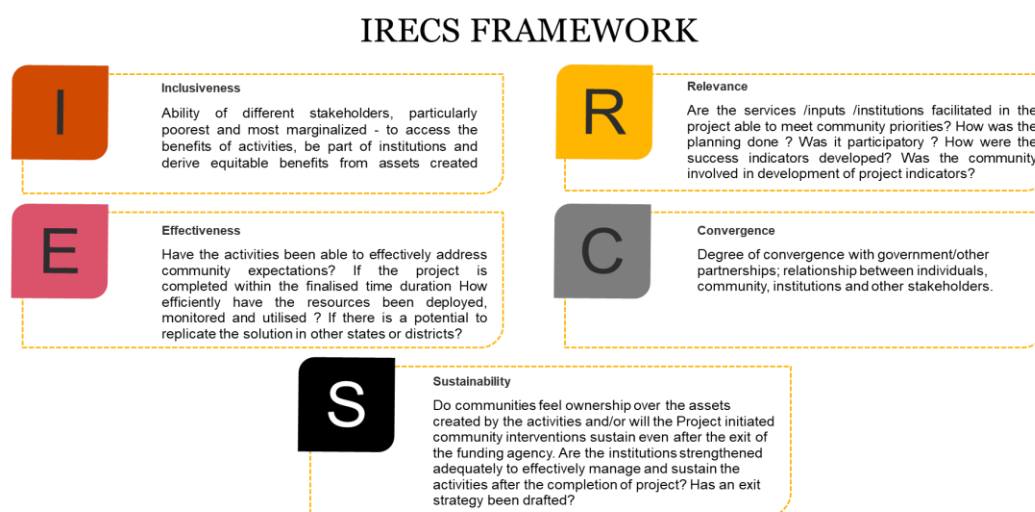 IRECS FRAMEWORK
I
Inclusiveness
Ability of different stakeholders, particularly
poorest and most marginalized - to access the
benefits of activities, be part of institutions and
derive equitable benefits from assets created
R
Relevance
Are the services /inputs /institutions facilitated in the
project able to meet community priorities? How was the
planning done ? Was it participatory ? How were the
success indicators developed? Was the community
involved in development of project indicators?
E
Effectiveness
Have the activities been able to effectively address
community expectations? If the project is
completed within the finalised time duration How
efficiently have the resources been deployed,
monitored and utilised ? If there is a potential to
replicate the solution in other states or districts?
C
Convergence
Degree of convergence with government/other
partnerships; relationship between individuals,
community, institutions and other stakeholders.
S
Sustainability
Do communities feel ownership over the assets
created by the activities and/or will the Project initiated
community interventions sustain even after the exit of
the funding agency. Are the institutions strengthened
adequately to effectively manage and sustain the
activities after the completion of project? Has an exit
strategy been drafted?